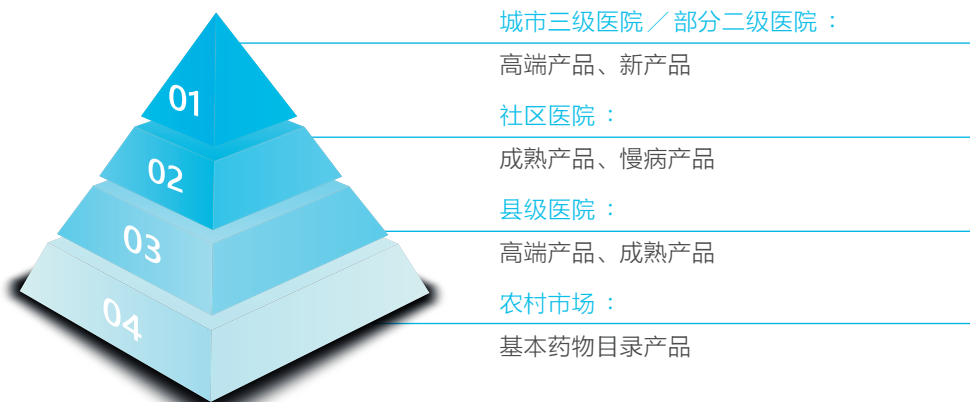 01
城市三级医院／部分二级医院：
高端产品、新产品
02
社区医院：
成熟产品、慢病产品
03
县级医院：
高端产品、成熟产品
04
农村市场：
基本药物目录产品